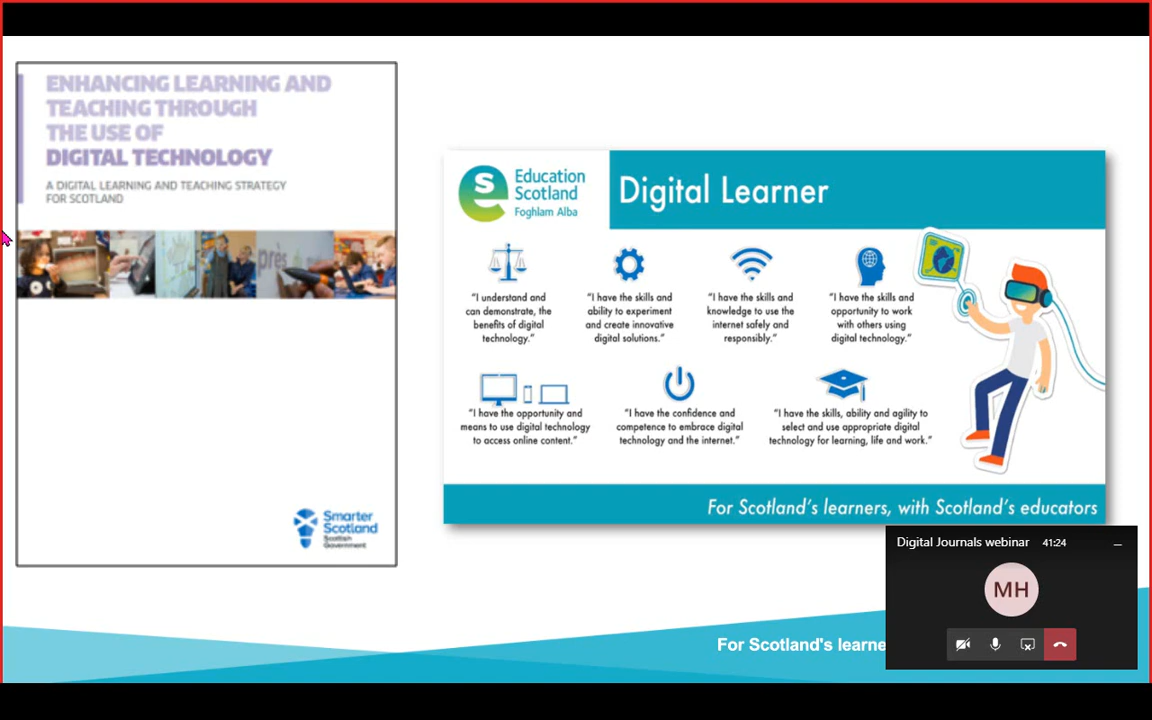 ENHANCING LEARNING AND
TEACHING THROUGH
THE USE OF
DIGITAL TECHNOLOGY
A DIGITAL LEARNING AND TEACHING STRATEGY
FOR SCOTLAND
près
Smarter
Scotland
Scottish
Government
Education
Scotland
Foghlam Alba
Digital Learner
"I understand and
can demonstrate, the
benefits of digital
technology."
"I have the skills and
ability to experiment
and create innovative
digital solutions."
"I have the skills and
knowledge to use the
internet safely and
responsibly."
"I have the skills and
opportunity to work
with others using
digital technology."
"I have the opportunity and
means to use digital technology
to access online content."
"I have the confidence and
competence to embrace digital
technology and the internet."
"I have the skills, ability and agility to
select and use appropriate digital
technology for learning, life and work."
For Scotland's learners, with Scotland's educators
Digital Journals webinar 41:24
MH
For Scotland's learne